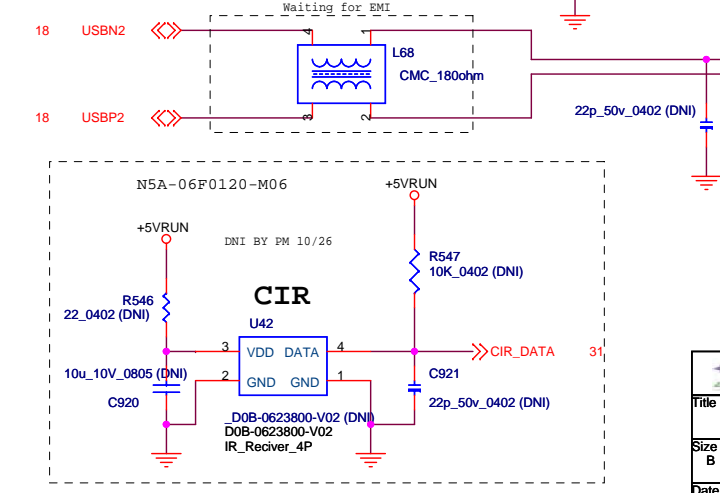 Waiting for EMI
18 USBN2
4 1
L68
CMC_180ohm
22p_50v_0402 (DNI)
18 USBP2
3 2
N5A-06F0120-M06
+5VRUN
+5VRUN
DNI BY PM 10/26
R547
10K_0402 (DNI)
CIR
R546
22_0402 (DNI)
U42
3 VDD DATA 4
CIR_DATA 31
10u_10V_0805 (DNI)
2 GND GND 1
C921
C920
22p_50v_0402 (DNI)
_D0B-0623800-V02 (DNI)
D0B-0623800-V02
IR_Reciver_4P
Title
Size
B
Date